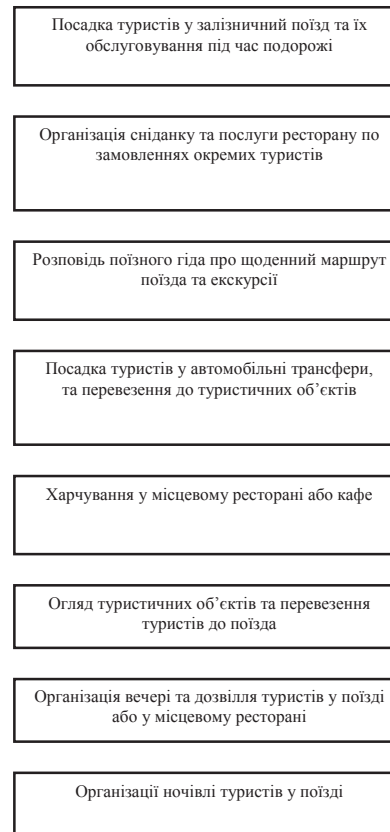 Посадка туристів у залізничний поїзд та їх
обслуговування під час подорожі
Організація сніданку та послуги ресторану по
замовленнях окремих туристів
Розповідь поїзного гіда про щоденний маршрут
поїзда та екскурсії
Посадка туристів у автомобільні трансфери,
та перевезення до туристичних об’єктів
Харчування у місцевому ресторані або кафе
Огляд туристичних об’єктів та перевезення
туристів до поїзда
Організація вечері та дозвілля туристів у поїзді
або у місцевому ресторані
Організації ночівлі туристів у поїзді